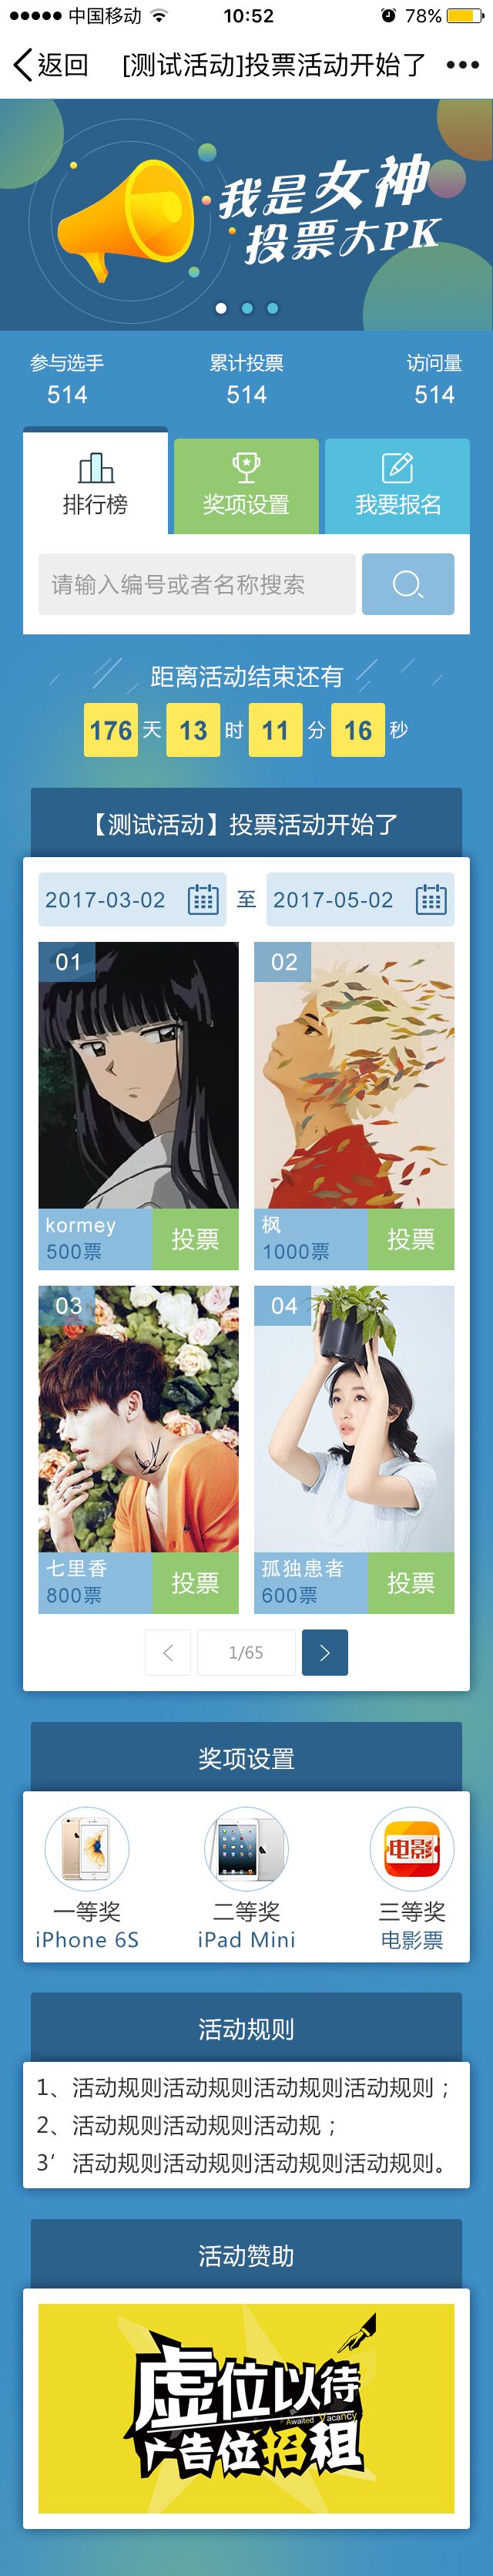 中国移动
10:52
78%
返回
[测试活动]投票活动开始了
我是女神
投票大PK
参与选手
累计投票
访问量
514
514
514
排行榜
奖项设置
我要报名
请输入编号或者名称搜索
距离活动结束还有
176 天 13 时 11 分 16 秒
【测试活动】投票活动开始了
2017-03-02 至 2017-05-02
01
02
kormey
500票
投票
枫
1000票
投票
03
04
七里香
800票
投票
孤独患者
600票
投票
1/65
奖项设置
电影
一等奖
二等奖
三等奖
iPhone 6S
iPad Mini
电影票
活动规则
1、活动规则活动规则活动规则活动规则；
2、活动规则活动规则活动规；
3’活动规则活动规则活动规则活动规则。
活动赞助
虚位以待
Awaited Vacancy
广告位招租